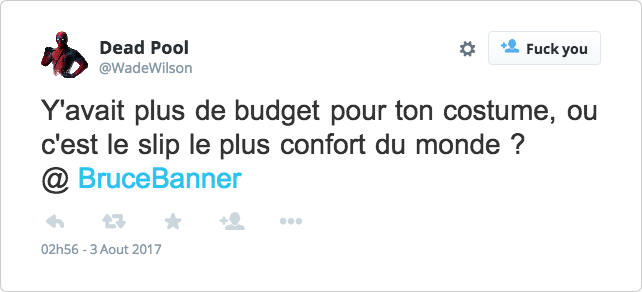 Dead Pool
@WadeWilson
Fuck you
Y'avait plus de budget pour ton costume, ou
c'est le slip le plus confort du monde ?
@ BruceBanner
02h56 - 3 Aout 2017